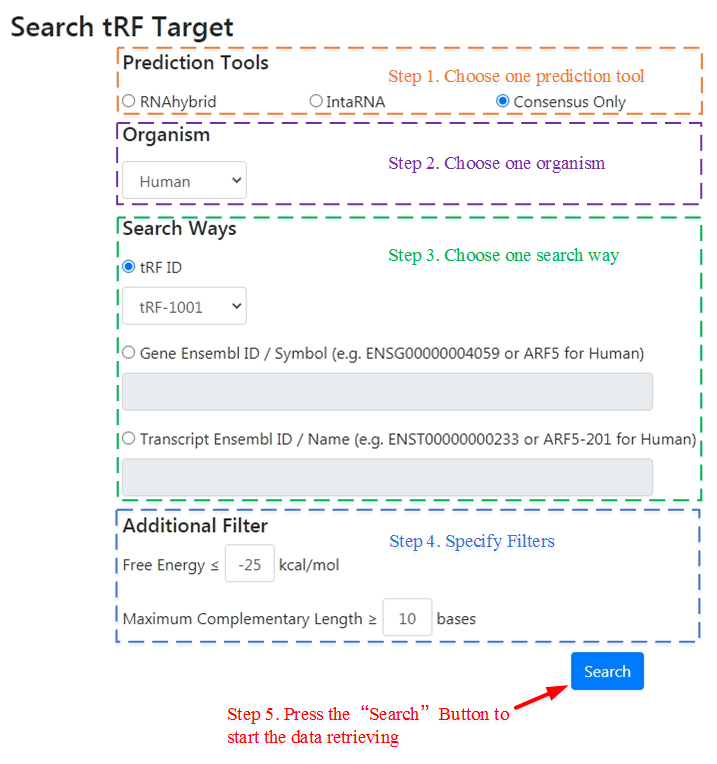 Search tRF Target
Prediction Tools
Step 1. Choose one prediction tool
RNAhybrid
IntaRNA
Consensus Only
Organism
Step 2. Choose one organism
Human
Search Ways
Step 3. Choose one search way
tRF ID
tRF-1001
Gene Ensembl ID / Symbol (e.g. ENSG00000004059 or ARF5 for Human)
Transcript Ensembl ID / Name (e.g. ENST00000000233 or ARF5-201 for Human)
Additional Filter
Step 4. Specify Filters
Free Energy ≤ -25 kcal/mol
Maximum Complementary Length ≥ 10 bases
Search
Step 5. Press the “Search” Button to
start the data retrieving